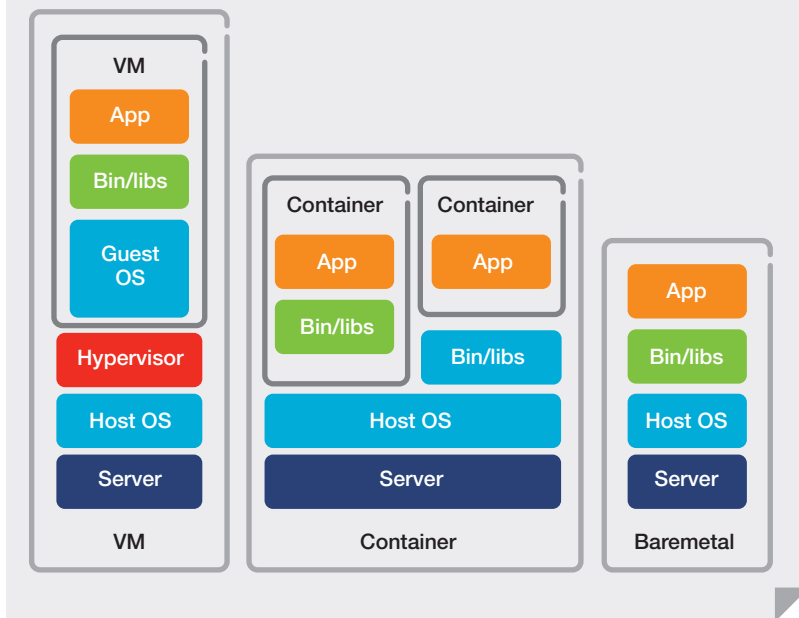 VM
App
Bin/libs
Guest
OS
Hypervisor
Host OS
Server
VM
Container
App
Bin/libs
Container
App
Bin/libs
Host OS
Server
Container
App
Bin/libs
Host OS
Server
Baremetal